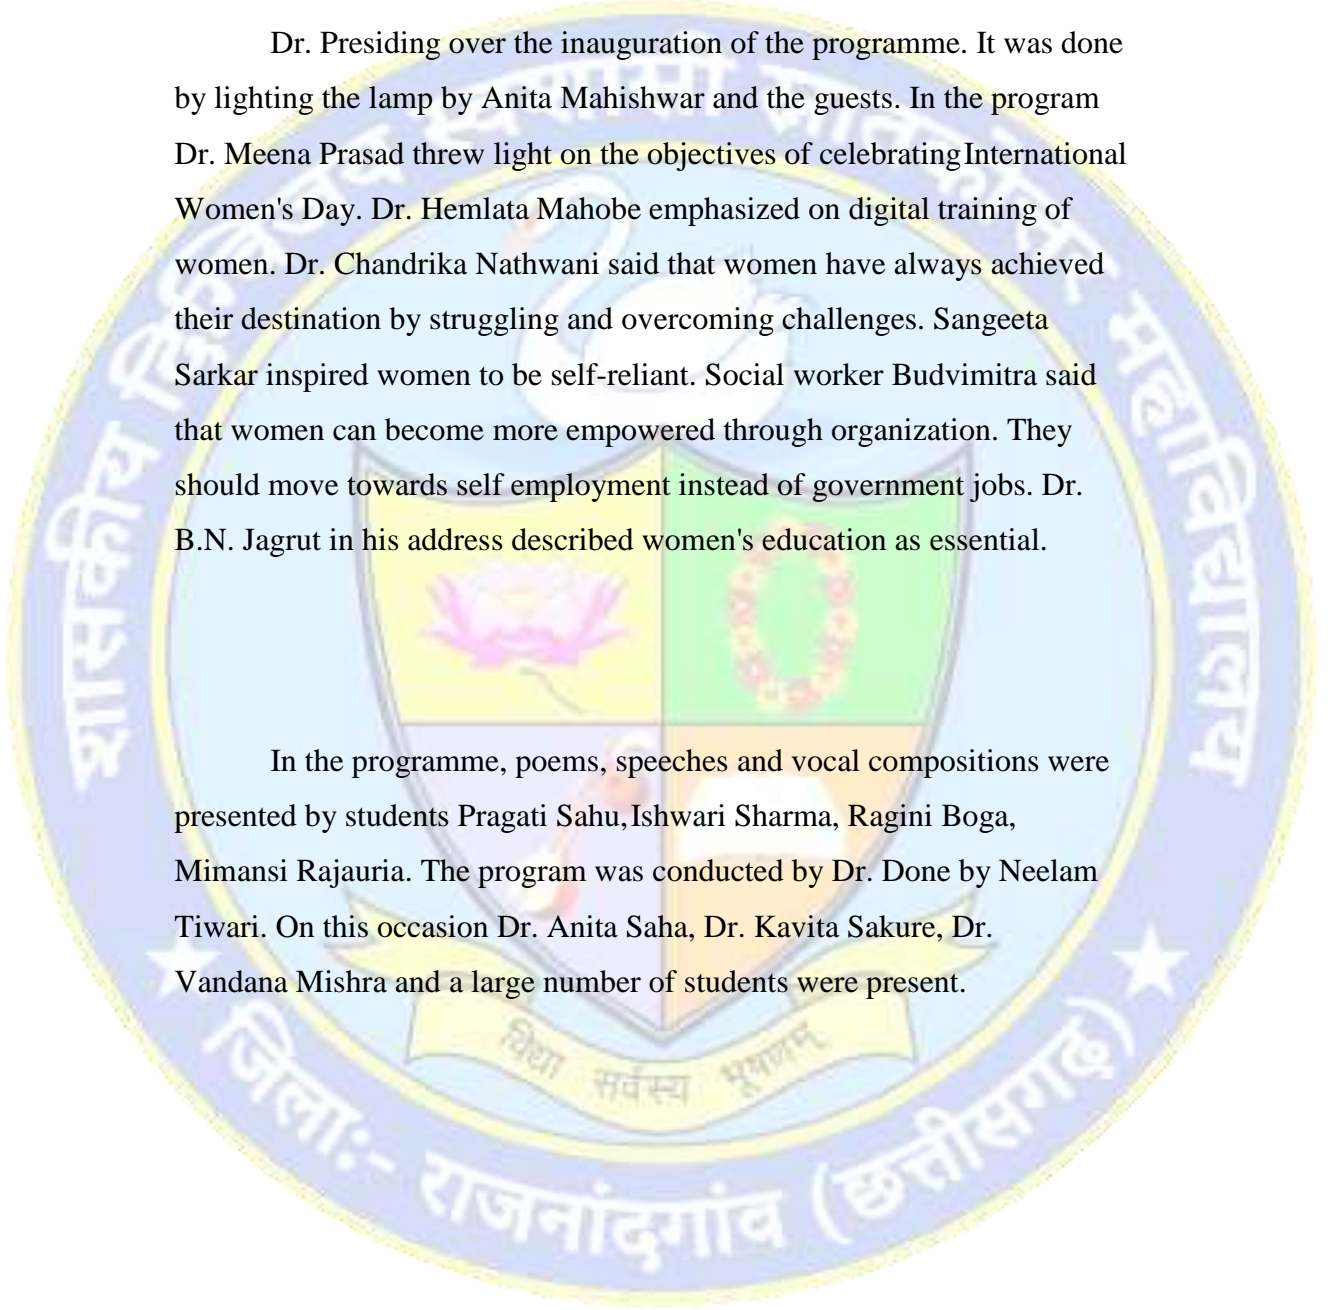 Dr. Presiding over the inauguration of the programme. It was done
by lighting the lamp by Anita Mahishwar and the guests. In the program
Dr. Meena Prasad threw light on the objectives of celebrating International
Women's Day. Dr. Hemlata Mahobe emphasized on digital training of
women. Dr. Chandrika Nathwani said that women have always achieved
their destination by struggling and overcoming challenges. Sangeeta
Sarkar inspired women to be self-reliant. Social worker Budvimitra said
that women can become more empowered through organization. They
should move towards self employment instead of government jobs. Dr.
B.N. Jagrut in his address described women's education as essential.
In the programme, poems, speeches and vocal compositions were
presented by students Pragati Sahu, Ishwari Sharma, Ragini Boga,
Mimansi Rajauria. The program was conducted by Dr. Done by Neelam
Tiwari. On this occasion Dr. Anita Saha, Dr. Kavita Sakure, Dr.
Vandana Mishra and a large number of students were present.
शासकीय दिग्विजय स्वशासी स्नातकोत्तर महाविद्यालय
विद्या सर्वस्य भूषणम्
जिला:- राजनांदगांव (छत्तीसगढ़)